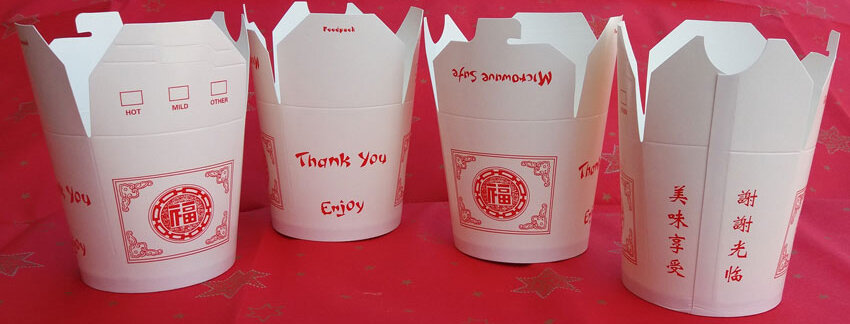 HOT
MILD
OTHER
You
福
Foodpack
Thank You
Enjoy
Microwave Safe
福
美味享受
謝謝光临